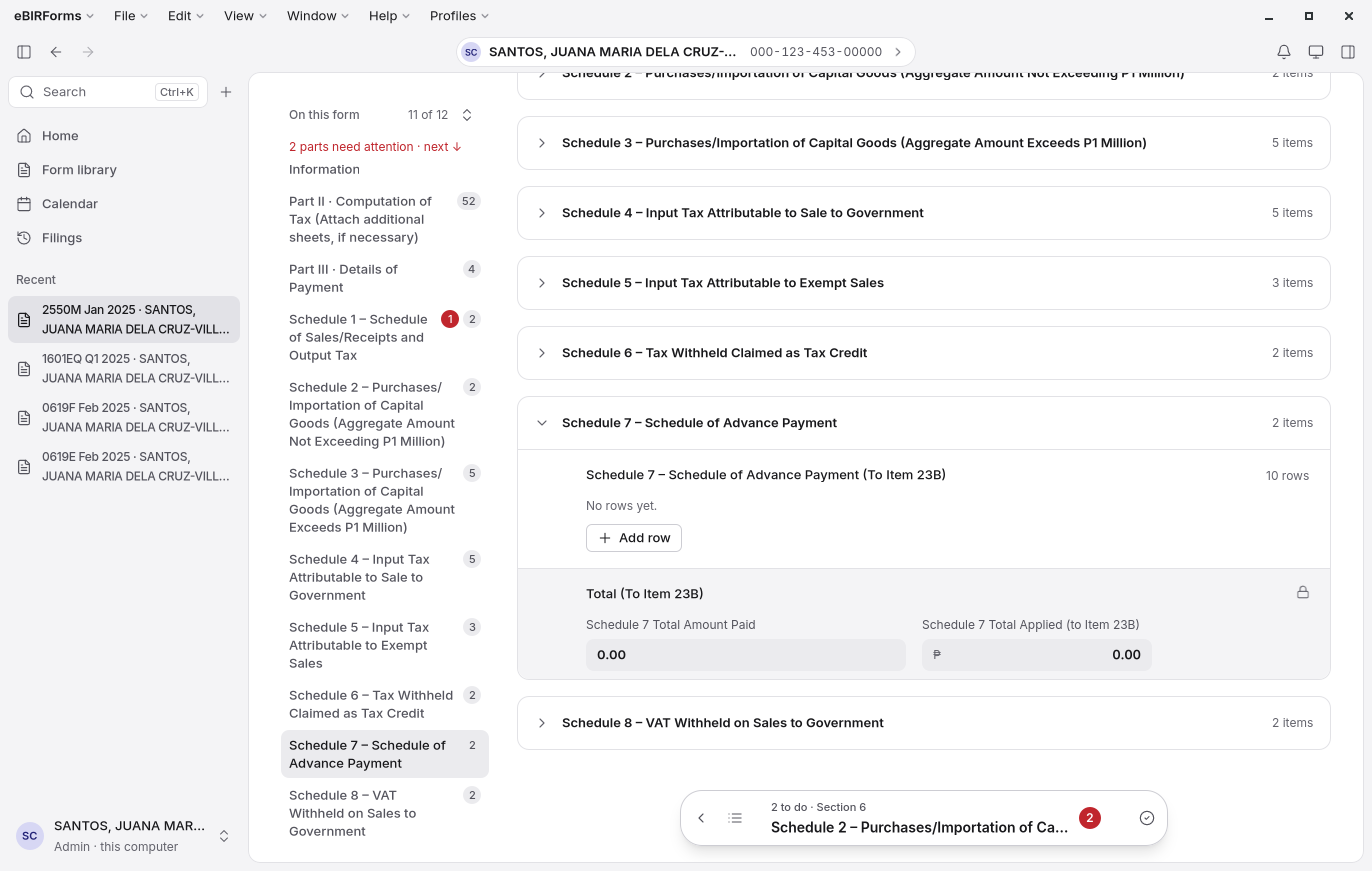 eBIRForms File Edit View Window Help Profiles
SC SANTOS, JUANA MARIA DELA CRUZ-... 000-123-453-00000
Search Ctrl+K
Home
Form library
Calendar
Filings
Recent
2550M Jan 2025 · SANTOS,
JUANA MARIA DELA CRUZ-VILL...
1601EQ Q1 2025 · SANTOS,
JUANA MARIA DELA CRUZ-VILL...
0619F Feb 2025 · SANTOS,
JUANA MARIA DELA CRUZ-VILL...
0619E Feb 2025 · SANTOS,
JUANA MARIA DELA CRUZ-VILL...
SC SANTOS, JUANA MAR...
Admin · this computer
On this form 11 of 12
2 parts need attention · next ↓
Information
Part II · Computation of 52
Tax (Attach additional
sheets, if necessary)
Part III · Details of 4
Payment
Schedule 1 – Schedule 1 2
of Sales/Receipts and
Output Tax
Schedule 2 – Purchases/ 2
Importation of Capital
Goods (Aggregate Amount
Not Exceeding P1 Million)
Schedule 3 – Purchases/ 5
Importation of Capital
Goods (Aggregate Amount
Exceeds P1 Million)
Schedule 4 – Input Tax 5
Attributable to Sale to
Government
Schedule 5 – Input Tax 3
Attributable to Exempt
Sales
Schedule 6 – Tax Withheld 2
Claimed as Tax Credit
Schedule 7 – Schedule of 2
Advance Payment
Schedule 8 – VAT 2
Withheld on Sales to
Government
Schedule 2 – Purchases/Importation of Capital Goods (Aggregate Amount Not Exceeding P1 Million) 2 items
Schedule 3 – Purchases/Importation of Capital Goods (Aggregate Amount Exceeds P1 Million) 5 items
Schedule 4 – Input Tax Attributable to Sale to Government 5 items
Schedule 5 – Input Tax Attributable to Exempt Sales 3 items
Schedule 6 – Tax Withheld Claimed as Tax Credit 2 items
Schedule 7 – Schedule of Advance Payment 2 items
Schedule 7 – Schedule of Advance Payment (To Item 23B) 10 rows
No rows yet.
Add row
Total (To Item 23B)
Schedule 7 Total Amount Paid Schedule 7 Total Applied (to Item 23B)
0.00 ₱ 0.00
Schedule 8 – VAT Withheld on Sales to Government 2 items
2 to do · Section 6
Schedule 2 – Purchases/Importation of Ca... 2